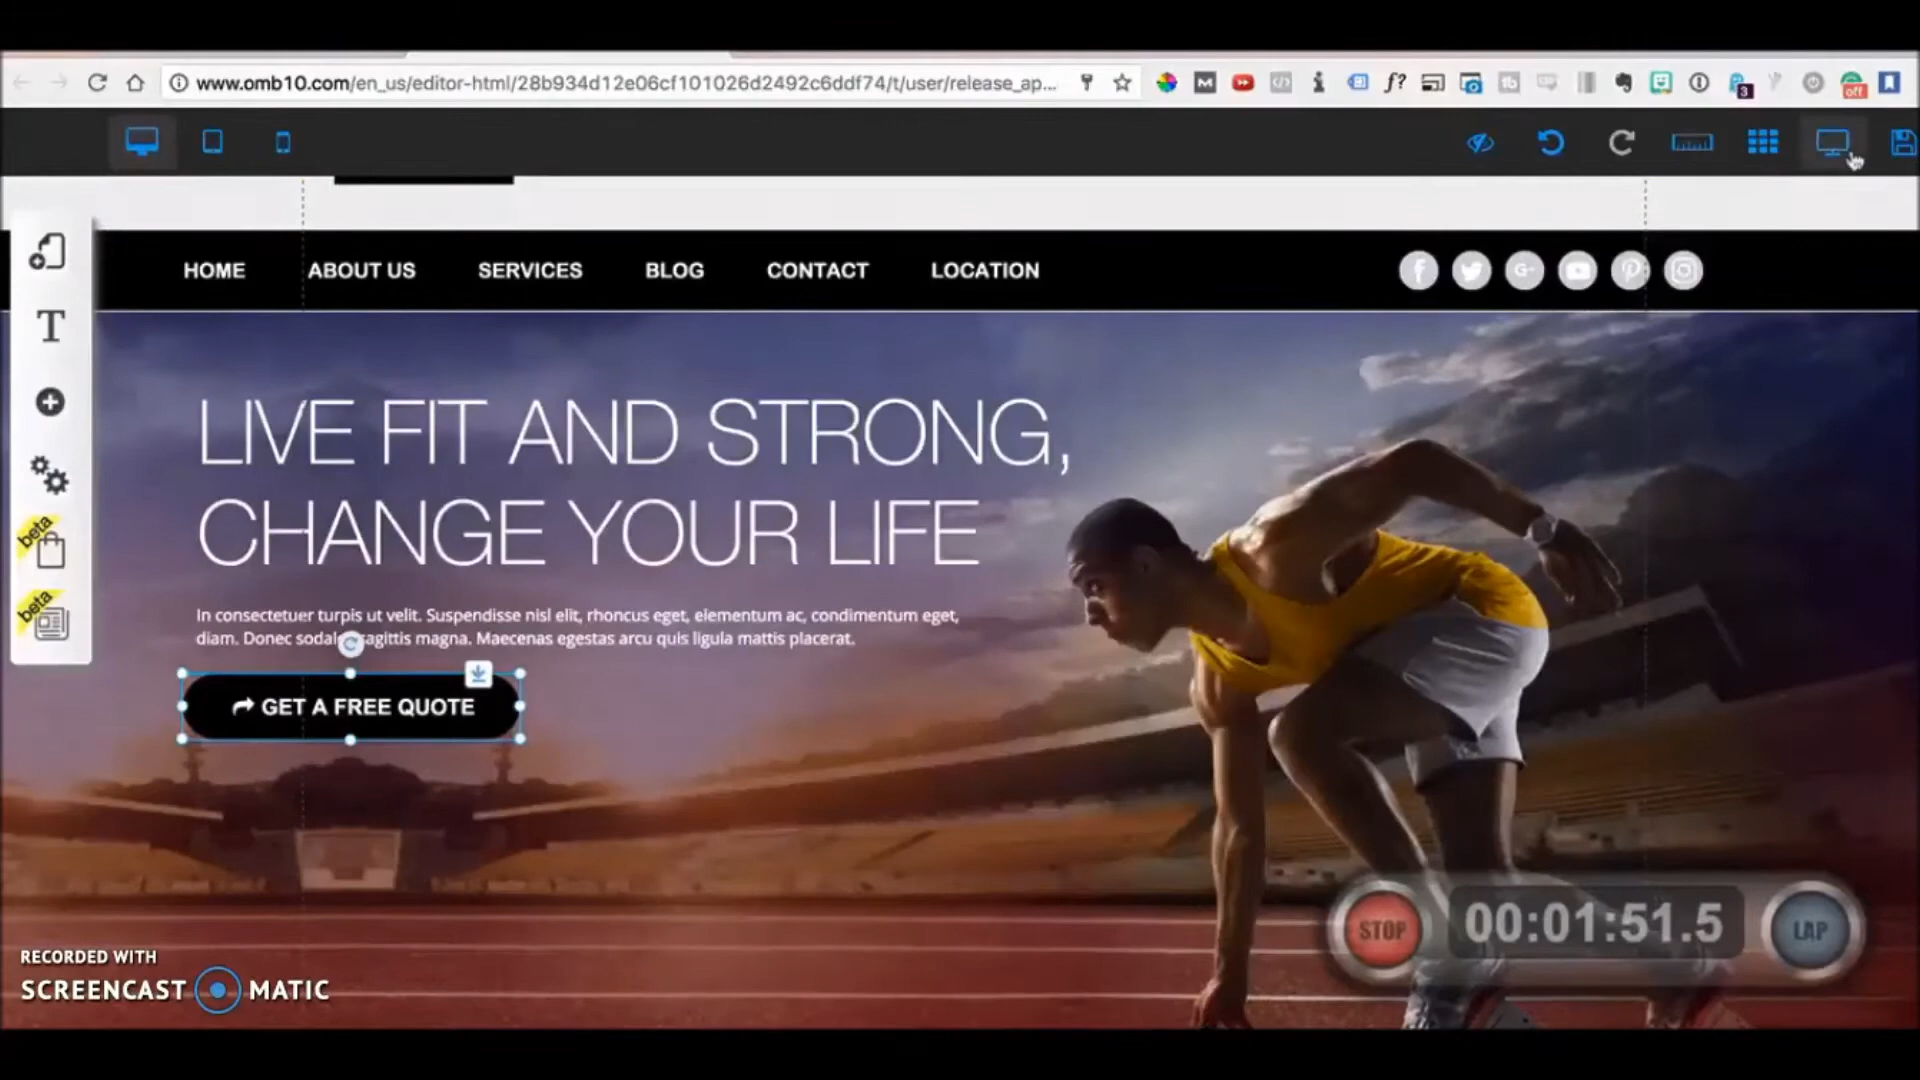 www.omb10.com/en_us/editor-html/28b934d12e06cf101026d2492c6ddf74/t/user/release_ap...
f?
3
off
HOME ABOUT US SERVICES BLOG CONTACT LOCATION
LIVE FIT AND STRONG,
CHANGE YOUR LIFE
In consectetuer turpis ut velit. Suspendisse nisl elit, rhoncus eget, elementum ac, condimentum eget,
diam. Donec sodales sagittis magna. Maecenas egestas arcu quis ligula mattis placerat.
GET A FREE QUOTE
T
beta
beta
STOP 00:01:51.5 LAP
RECORDED WITH
SCREENCAST MATIC